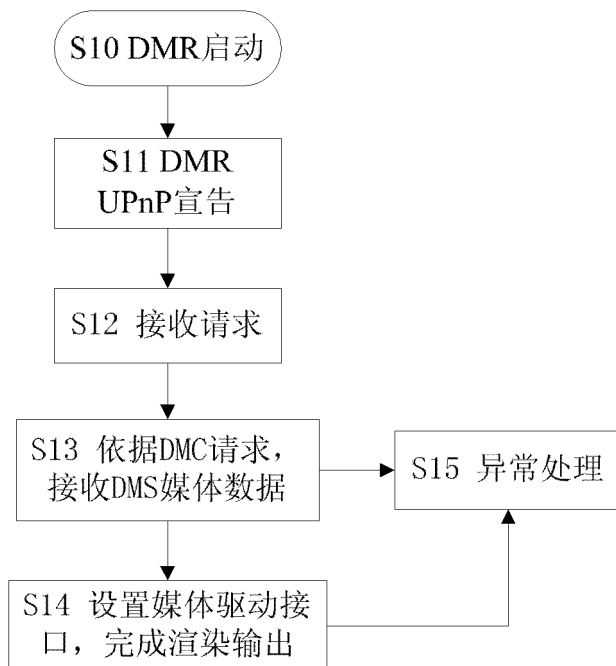 S10 DMR启动
S11 DMR
UPnP宣告
S12 接收请求
S13 依据DMC请求，
接收DMS媒体数据
S15 异常处理
S14 设置媒体驱动接
口，完成渲染输出